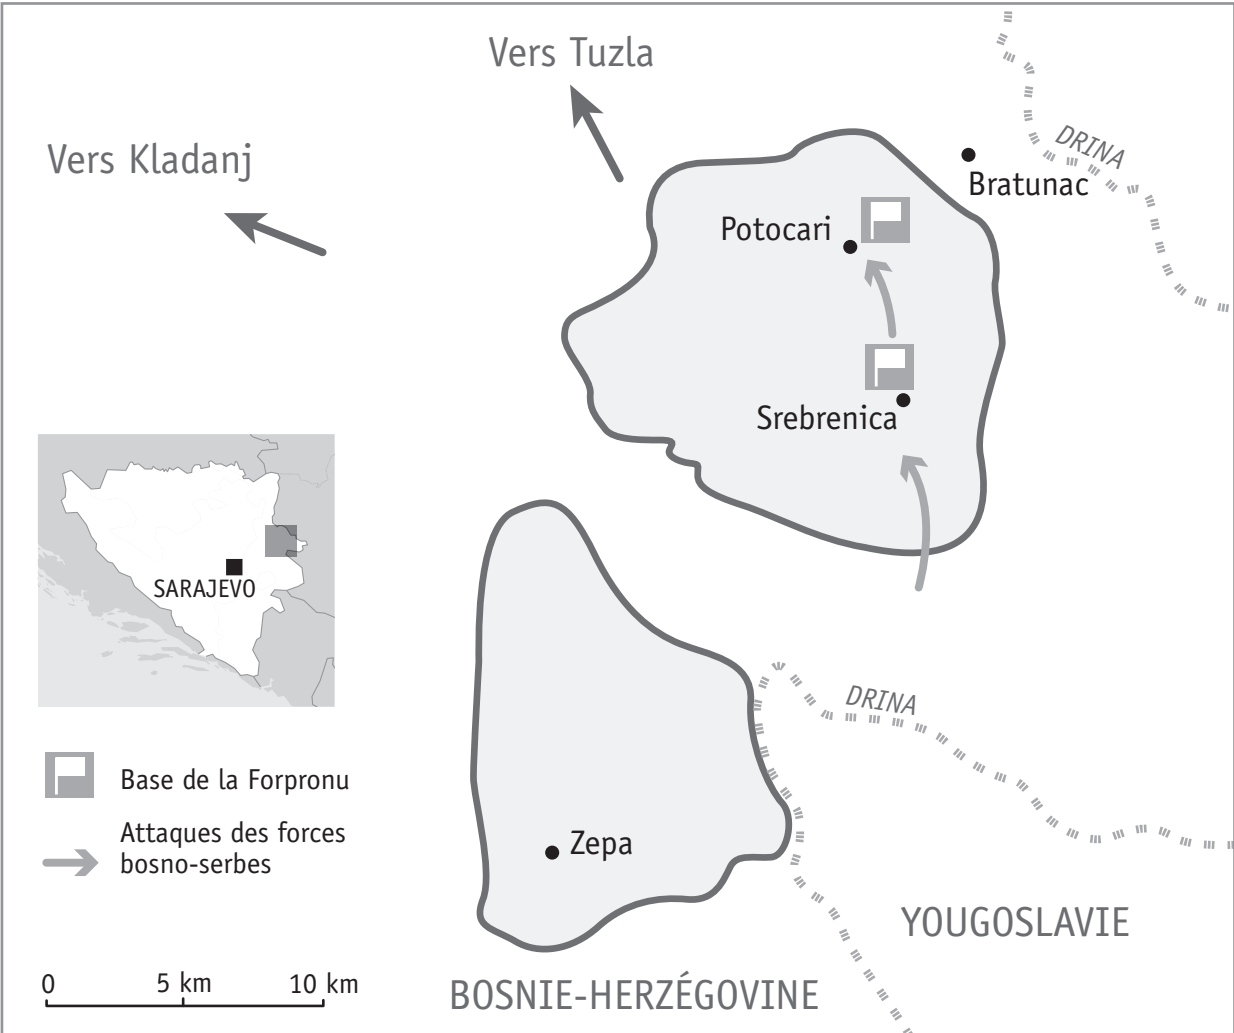 Vers Tuzla
Vers Kladanj
DRINA
Bratunac
Potocari
Srebrenica
SARAJEVO
DRINA
Base de la Forpronu
Attaques des forces
bosno-serbes
Zepa
YOUGOSLAVIE
0 5 km 10 km
BOSNIE-HERZÉGOVINE